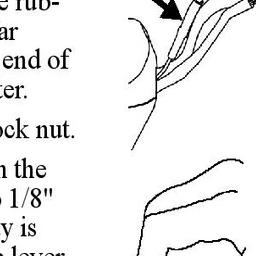 rub-
ar
end of
ter.
ock nut.
the
1/8"
y is
lever